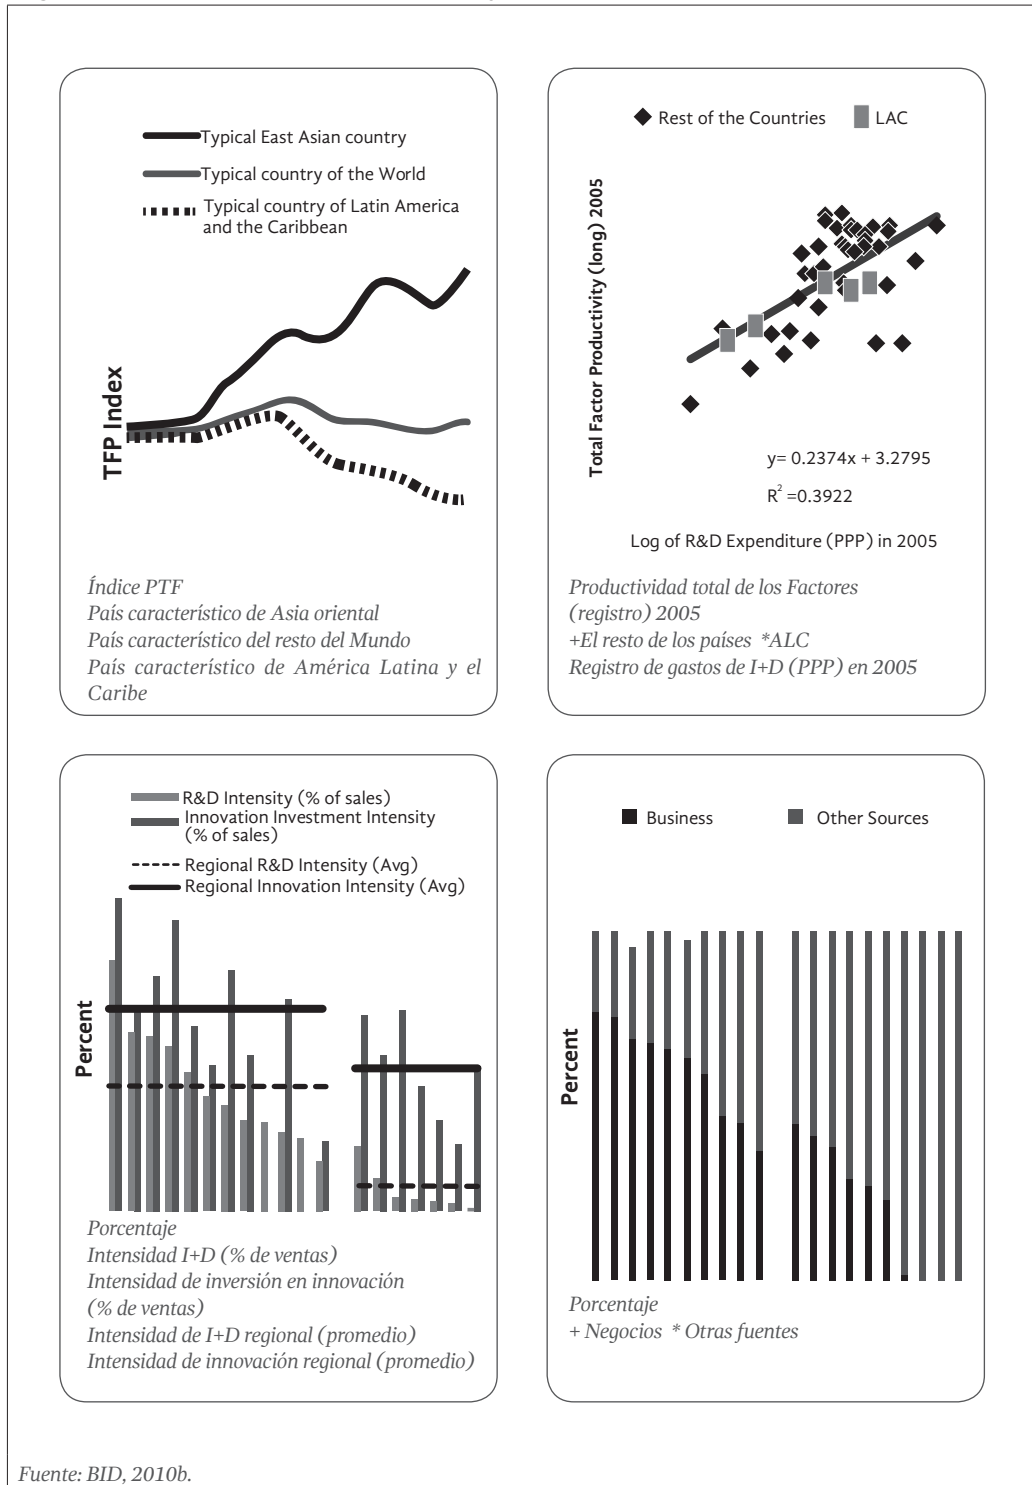 Typical East Asian country
Typical country of the World
Typical country of Latin America
and the Caribbean
TFP Index
Índice PTF
País característico de Asia oriental
País característico del resto del Mundo
País característico de América Latina y el
Caribe
Rest of the Countries
LAC
Total Factor Productivity (long) 2005
y= 0.2374x + 3.2795
R² =0.3922
Log of R&D Expenditure (PPP) in 2005
Productividad total de los Factores
(registro) 2005
+El resto de los países *ALC
Registro de gastos de I+D (PPP) en 2005
R&D Intensity (% of sales)
Innovation Investment Intensity
(% of sales)
Regional R&D Intensity (Avg)
Regional Innovation Intensity (Avg)
Percent
Porcentaje
Intensidad I+D (% de ventas)
Intensidad de inversión en innovación
(% de ventas)
Intensidad de I+D regional (promedio)
Intensidad de innovación regional (promedio)
Business
Other Sources
Percent
Porcentaje
+ Negocios * Otras fuentes
Fuente: BID, 2010b.